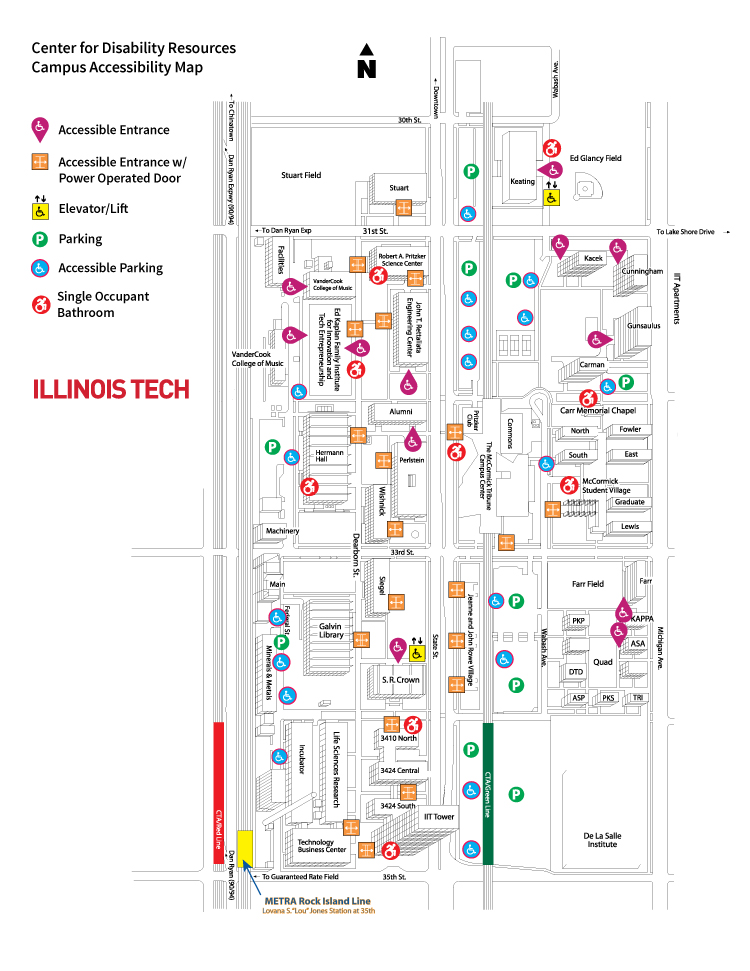 Center for Disability Resources
Campus Accessibility Map
N
Accessible Entrance
Accessible Entrance w/
Power Operated Door
Elevator/Lift
P
Parking
Accessible Parking
Single Occupant
Bathroom
ILLINOIS TECH
To Chinatown
Dan Ryan Expwy (90/94)
Downtown
Wabash Ave.
30th St.
Stuart Field
Stuart
P
Keating
Ed Glancy Field
To Dan Ryan Exp
31st St.
To Lake Shore Drive
Facilities
VanderCook
College of Music
Robert A. Pritzker
Science Center
P
P
Kacek
Cunningham
IIT Apartments
Ed Kaplan Family Institute
for Innovation and
Tech Entrepreneurship
John T. Rettaliata
Engineering Center
Gunsaulus
VanderCook
College of Music
Carman
P
Alumni
Pritzker
Club
Commons
Carr Memorial Chapel
North
Fowler
P
Hermann
Hall
Perlstein
The McCormick Tribune
Campus Center
South
East
Wishnick
McCormick
Student Village
Graduate
Machinery
Lewis
Dearborn St.
33rd St.
Main
Siegel
Farr Field
Farr
Federal St
Galvin
Library
Jeanne and John Rowe Village
P
PKP
KAPPA
P
Minerals & Metals
State St.
Wabash Ave.
Quad
ASA
Michigan Ave.
S. R. Crown
P
DTD
ASP
PKS
TRI
Incubator
Life Sciences Research
3410 North
P
3424 Central
CTA/Green Line
P
CTA/Red Line
3424 South
IIT Tower
Technology
Business Center
De La Salle
Institute
Dan Ryan (90/94)
To Guaranteed Rate Field
35th St.
METRA Rock Island Line
Lovana S."Lou" Jones Station at 35th